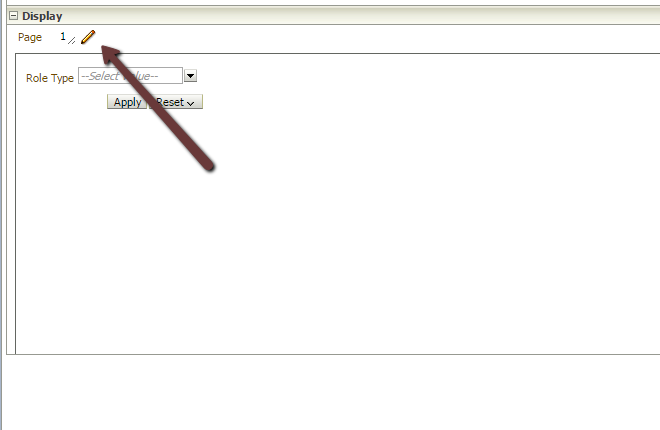 Display
Page 1
Role Type --Select Value--
Apply Reset